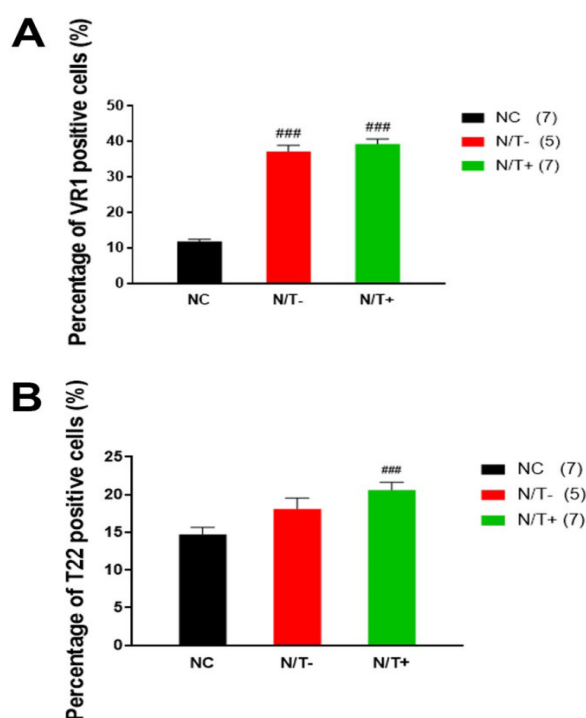 A
Percentage of VR1 positive cells (%)
50
40
30
20
10
0
###
###
NC
N/T-
N/T+
NC (7)
N/T- (5)
N/T+ (7)
B
Percentage of T22 positive cells (%)
25
20
15
10
5
0
###
NC
N/T-
N/T+
NC (7)
N/T- (5)
N/T+ (7)